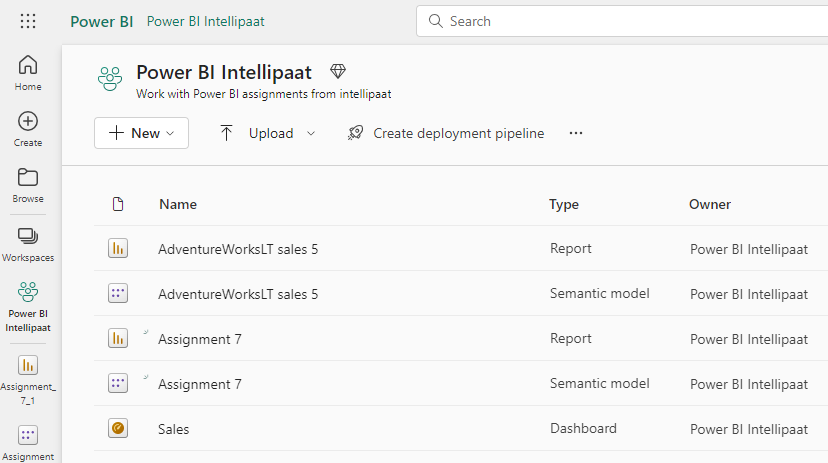 Power BI Power BI Intellipaat Search
Home
Create
Browse
Workspaces
Power BI
Intellipaat
Assignment_
7_1
Assignment
Power BI Intellipaat
Work with Power BI assignments from intellipaat
New Upload Create deployment pipeline ...
Name Type Owner
AdventureWorksLT sales 5 Report Power BI Intellipaat
AdventureWorksLT sales 5 Semantic model Power BI Intellipaat
Assignment 7 Report Power BI Intellipaat
Assignment 7 Semantic model Power BI Intellipaat
Sales Dashboard Power BI Intellipaat